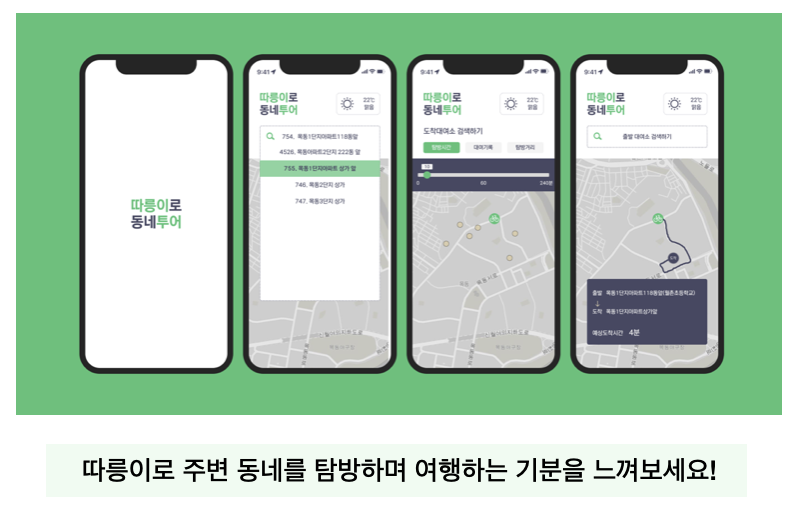 따릉이로
동네투어
9:41
따릉이로
동네투어
22℃
맑음
754. 목동1단지아파트118동앞
4526. 목동아파트2단지 222동 앞
755. 목동1단지아파트 상가 앞
746. 목동2단지 상가
747. 목동3단지 상가
9:41
따릉이로
동네투어
22℃
맑음
도착대여소 검색하기
탐방시간 대여기록 탐방거리
0 60 240분
목동서로
9:41
따릉이로
동네투어
22℃
맑음
출발 대여소 검색하기
출발 목동1단지아파트118동앞(월촌초등학교)
↓
도착 목동1단지아파트상가앞
예상도착시간 4분
따릉이로 주변 동네를 탐방하며 여행하는 기분을 느껴보세요!